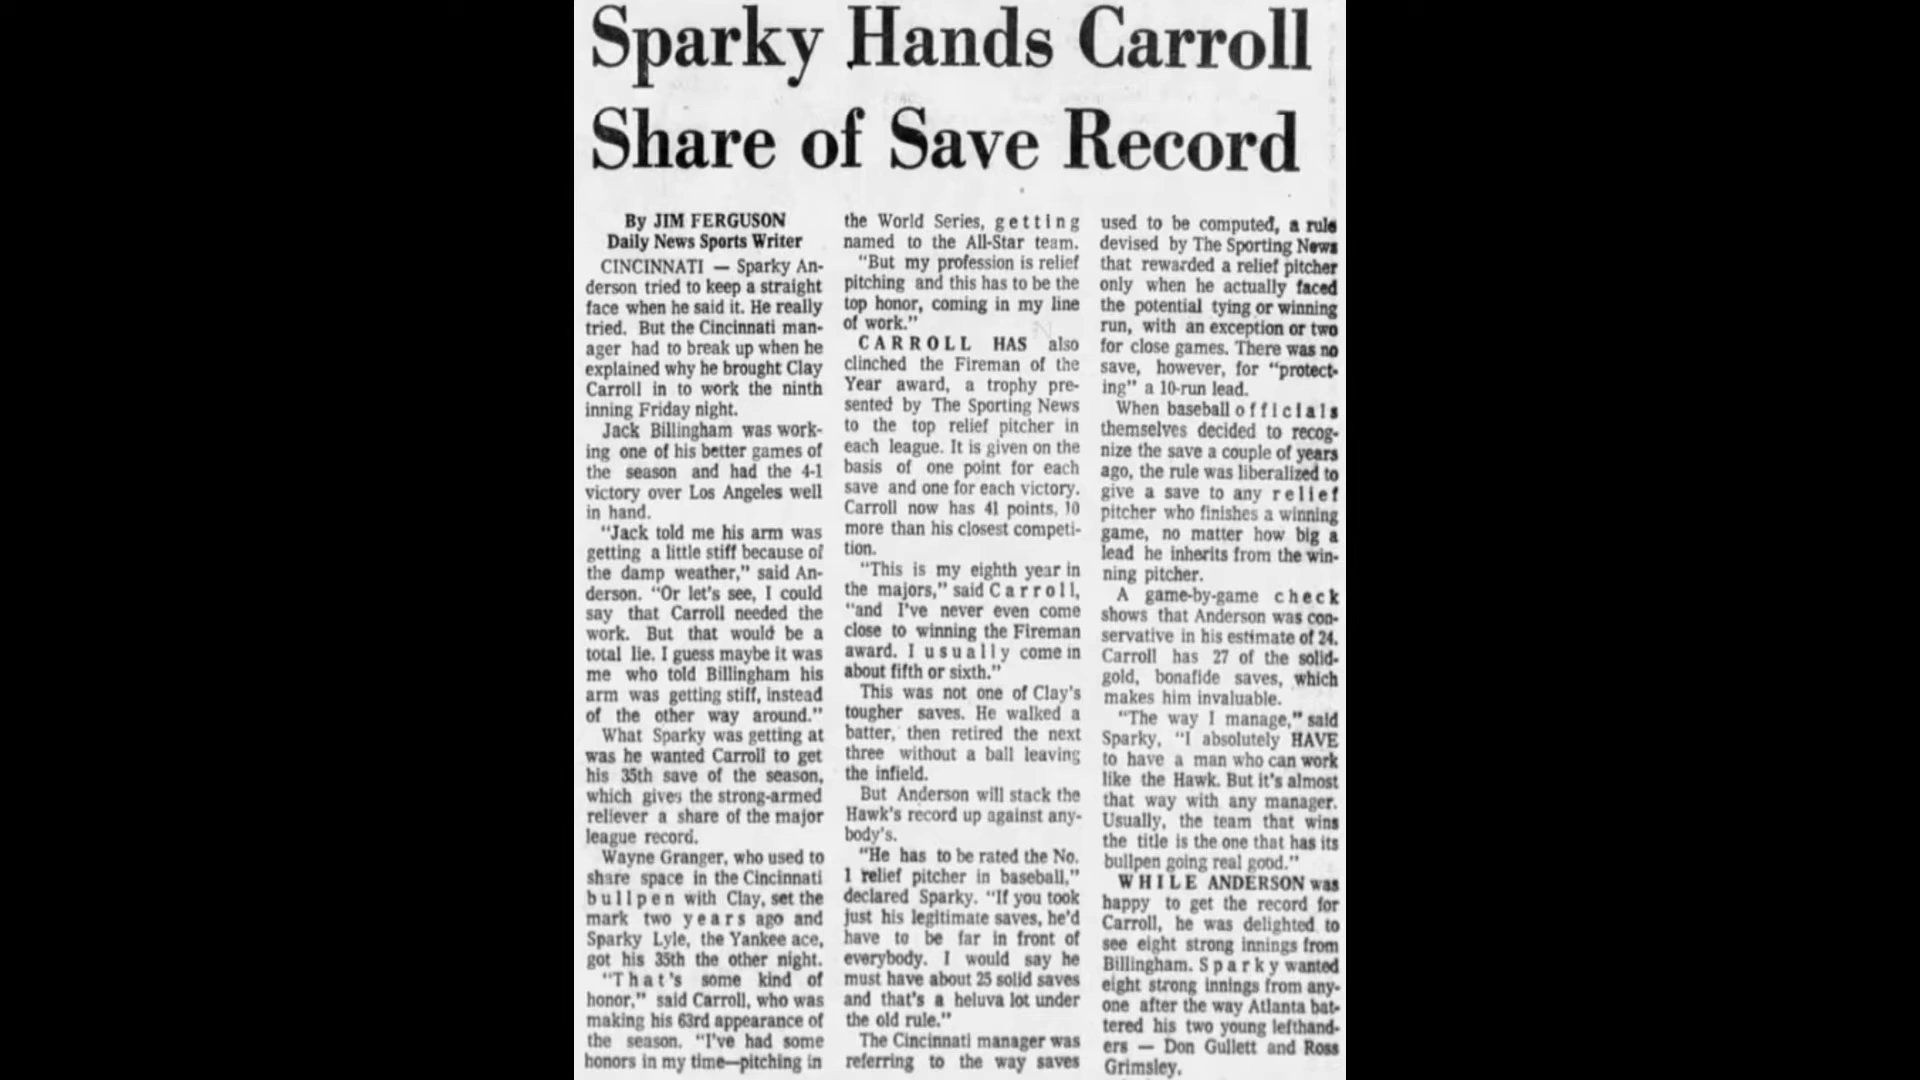 Sparky Hands Carroll
Share of Save Record
By JIM FERGUSON
Daily News Sports Writer
CINCINNATI — Sparky An-
derson tried to keep a straight
face when he said it. He really
tried. But the Cincinnati man-
ager had to break up when he
explained why he brought Clay
Carroll in to work the ninth
inning Friday night.
Jack Billingham was work-
ing one of his better games of
the season and had the 4-1
victory over Los Angeles well
in hand.
"Jack told me his arm was
getting a little stiff because of
the damp weather," said An-
derson. "Or let's see, I could
say that Carroll needed the
work. But that would be a
total lie. I guess maybe it was
me who told Billingham his
arm was getting stiff, instead
of the other way around."
What Sparky was getting at
was he wanted Carroll to get
his 35th save of the season,
which gives the strong-armed
reliever a share of the major
league record.
Wayne Granger, who used to
share space in the Cincinnati
bullpen with Clay, set the
mark two years ago and
Sparky Lyle, the Yankee ace,
got his 35th the other night.
"That's some kind of
honor," said Carroll, who was
making his 63rd appearance of
the season. "I've had some
honors in my time—pitching in
the World Series, getting
named to the All-Star team.
"But my profession is relief
pitching and this has to be the
top honor, coming in my line
of work."
CARROLL HAS also
clinched the Fireman of the
Year award, a trophy pre-
sented by The Sporting News
to the top relief pitcher in
each league. It is given on the
basis of one point for each
save and one for each victory.
Carroll now has 41 points, 10
more than his closest competi-
tion.
"This is my eighth year in
the majors," said Carroll,
"and I've never even come
close to winning the Fireman
award. I usually come in
about fifth or sixth."
This was not one of Clay's
tougher saves. He walked a
batter, then retired the next
three without a ball leaving
the infield.
But Anderson will stack the
Hawk's record up against any-
body's.
"He has to be rated the No.
1 relief pitcher in baseball,"
declared Sparky. "If you took
just his legitimate saves, he'd
have to be far in front of
everybody. I would say he
must have about 25 solid saves
and that's a heluva lot under
the old rule."
The Cincinnati manager was
referring to the way saves
used to be computed, a rule
devised by The Sporting News
that rewarded a relief pitcher
only when he actually faced
the potential tying or winning
run, with an exception or two
for close games. There was no
save, however, for "protect-
ing" a 10-run lead.
When baseball officials
themselves decided to recog-
nize the save a couple of years
ago, the rule was liberalized to
give a save to any relief
pitcher who finishes a winning
game, no matter how big a
lead he inherits from the win-
ning pitcher.
A game-by-game check
shows that Anderson was con-
servative in his estimate of 24.
Carroll has 27 of the solid-
gold, bonafide saves, which
makes him invaluable.
"The way I manage," said
Sparky, "I absolutely HAVE
to have a man who can work
like the Hawk. But it's almost
that way with any manager.
Usually, the team that wins
the title is the one that has its
bullpen going real good."
WHILE ANDERSON was
happy to get the record for
Carroll, he was delighted to
see eight strong innings from
Billingham. Sparky wanted
eight strong innings from any-
one after the way Atlanta bat-
tered his two young lefthand-
ers — Don Gullett and Ross
Grimsley.